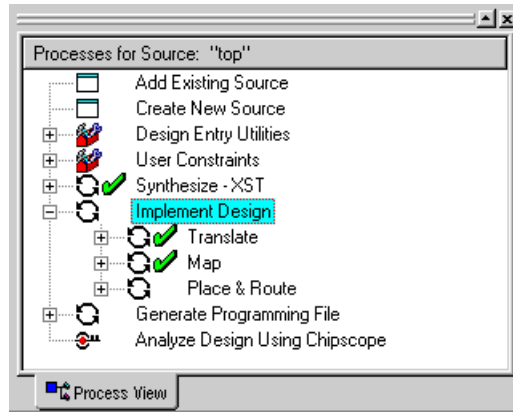 Processes for Source: "top"
Add Existing Source
Create New Source
Design Entry Utilities
User Constraints
Synthesize - XST
Implement Design
Translate
Map
Place & Route
Generate Programming File
Analyze Design Using Chipscope
Process View